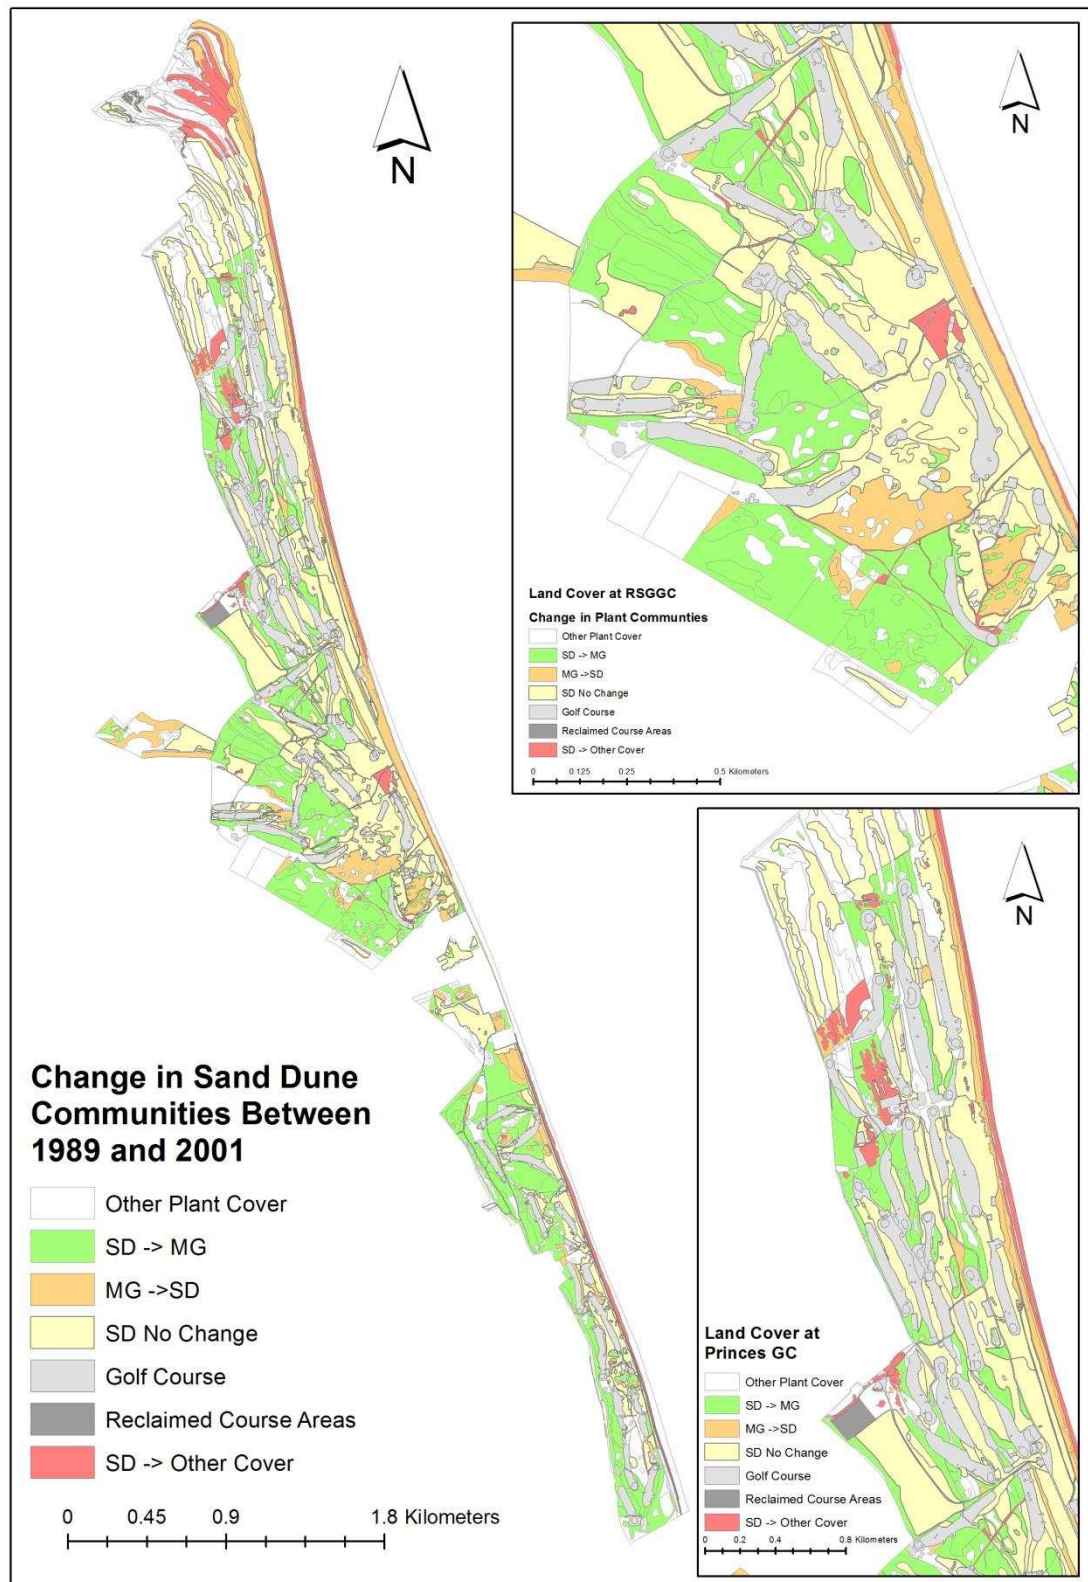 N
N
Land Cover at RSGGC
Change in Plant Communties
Other Plant Cover
SD -> MG
MG ->SD
SD No Change
Golf Course
Reclaimed Course Areas
SD -> Other Cover
0 0.125 0.25 0.5 Kilometers
N
Change in Sand Dune
Communities Between
1989 and 2001
Other Plant Cover
SD -> MG
MG ->SD
SD No Change
Golf Course
Reclaimed Course Areas
SD -> Other Cover
0 0.45 0.9 1.8 Kilometers
Land Cover at
Princes GC
Other Plant Cover
SD -> MG
MG ->SD
SD No Change
Golf Course
Reclaimed Course Areas
SD -> Other Cover
0 0.2 0.4 0.8 Kilometers